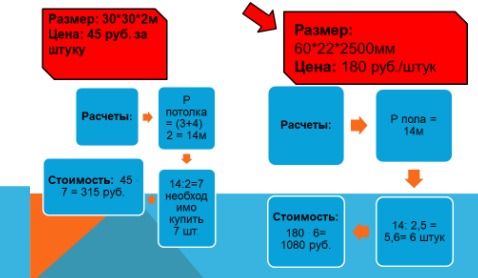 Размер: 30*30*2м
Цена: 45 руб. за
штуку
Расчеты:
Р
потолка
= (3+4)
2 = 14м
14:2=7
необход
имо
купить
7 шт.
Стоимость: 45
7 = 315 руб.
Размер:
60*22*2500мм
Цена: 180 руб./штук
Расчеты:
Р пола =
14м
14: 2,5 =
5,6= 6 штук
Стоимость:
180 6=
1080 руб.